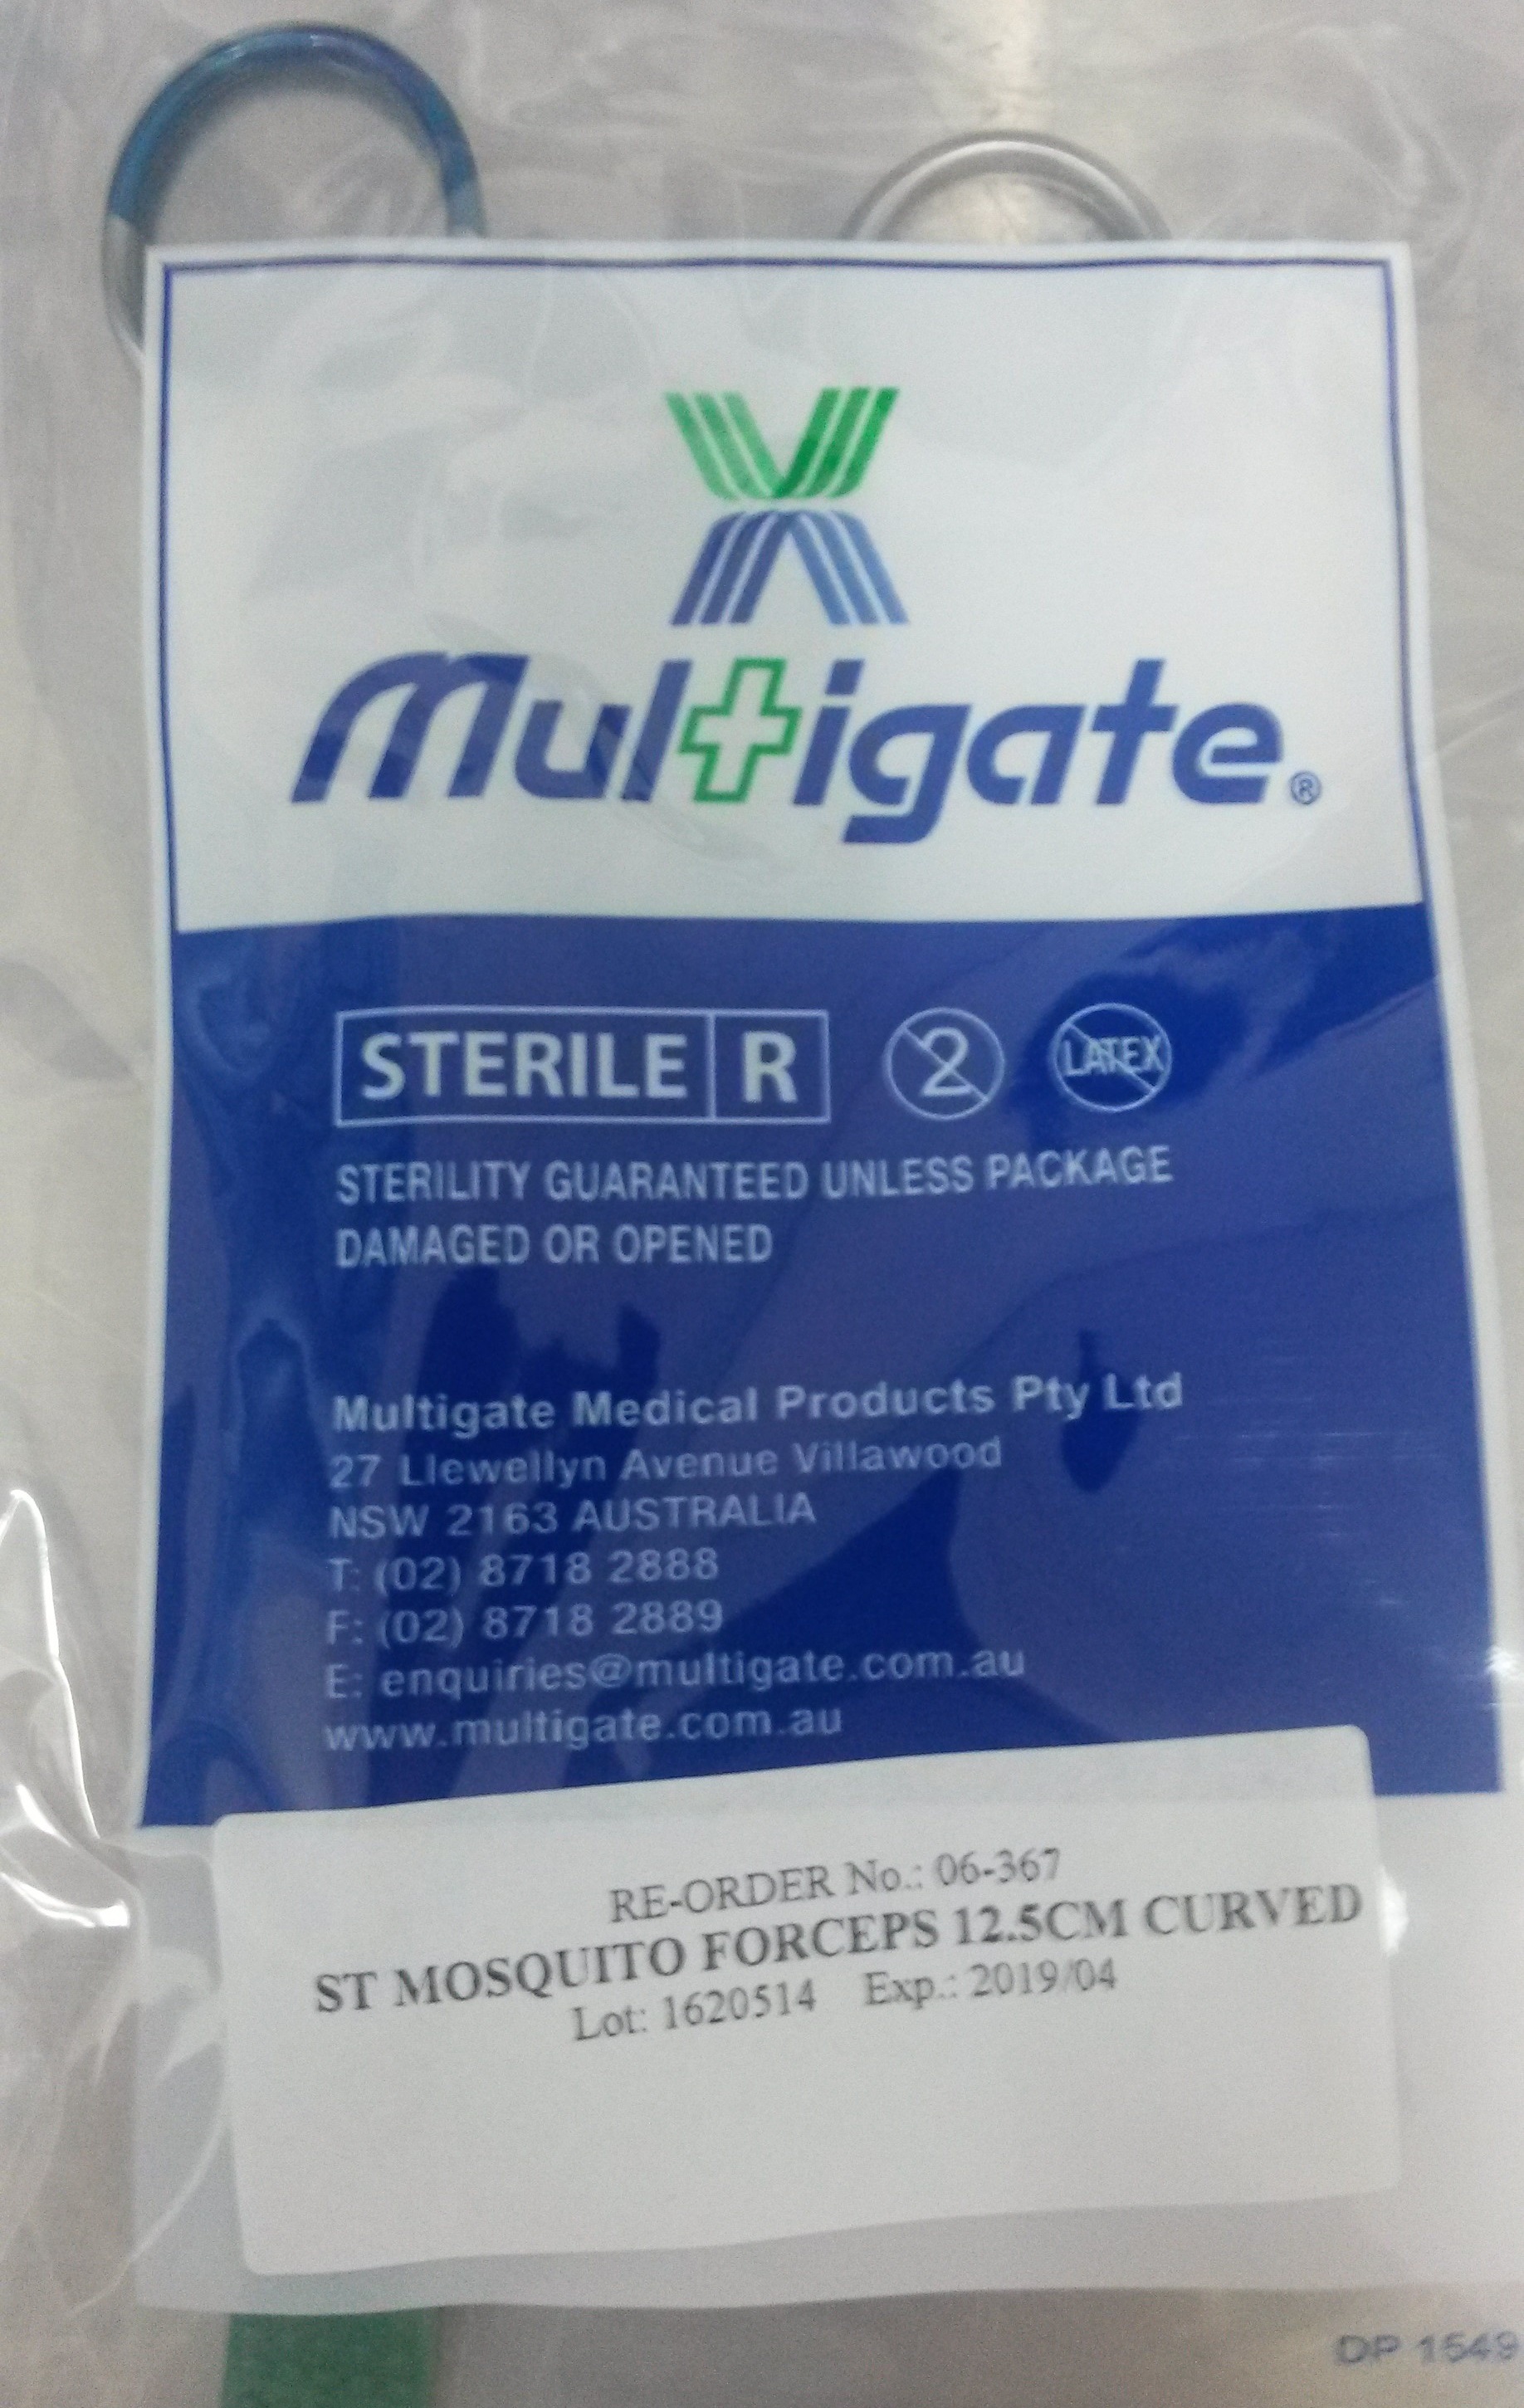 Multigate®
STERILE R 2 LATEX
STERILITY GUARANTEED UNLESS PACKAGE
DAMAGED OR OPENED
Multigate Medical Products Pty Ltd
27 Llewellyn Avenue Villawood
NSW 2163 AUSTRALIA
T: (02) 8718 2888
F: (02) 8718 2889
E: enquiries@multigate.com.au
www.multigate.com.au
RE-ORDER No.: 06-367
ST MOSQUITO FORCEPS 12.5CM CURVED
Lot: 1620514 Exp.: 2019/04
DP 1549